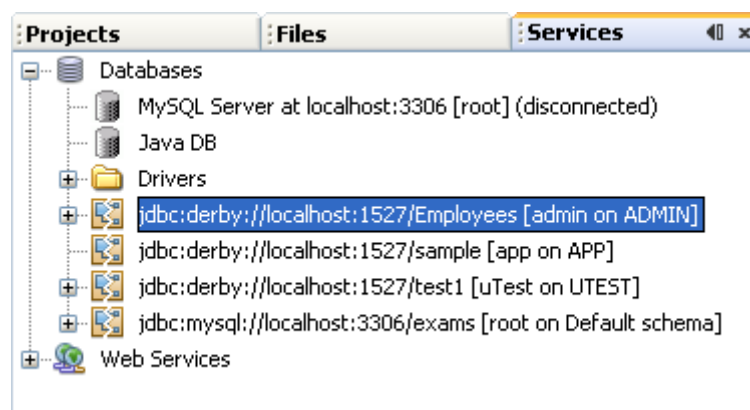 Projects Files Services
Databases
MySQL Server at localhost:3306 [root] (disconnected)
Java DB
Drivers
jdbc:derby://localhost:1527/Employees [admin on ADMIN]
jdbc:derby://localhost:1527/sample [app on APP]
jdbc:derby://localhost:1527/test1 [uTest on UTEST]
jdbc:mysql://localhost:3306/exams [root on Default schema]
Web Services